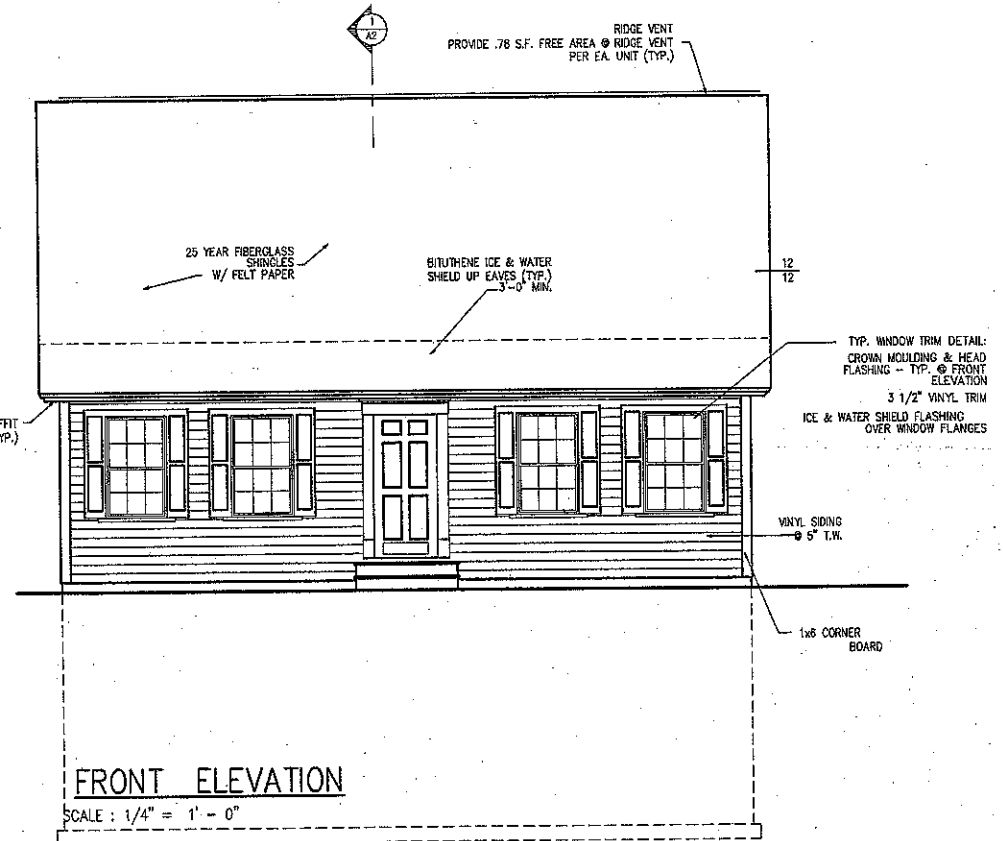 1
A2
RIDGE VENT
PROVIDE .78 S.F. FREE AREA @ RIDGE VENT
PER EA. UNIT (TYP.)
25 YEAR FIBERGLASS
SHINGLES
W/ FELT PAPER
BITUTHENE ICE & WATER
SHIELD UP EAVES (TYP.)
3'-0" MIN.
12
12
TYP. WINDOW TRIM DETAIL:
CROWN MOULDING & HEAD
FLASHING - TYP. @ FRONT
ELEVATION
3 1/2" VINYL TRIM
ICE & WATER SHIELD FLASHING
OVER WINDOW FLANGES
FFIT
YP.)
VINYL SIDING
@ 5" T.W.
1x6 CORNER
BOARD
FRONT ELEVATION
SCALE : 1/4" = 1' - 0"